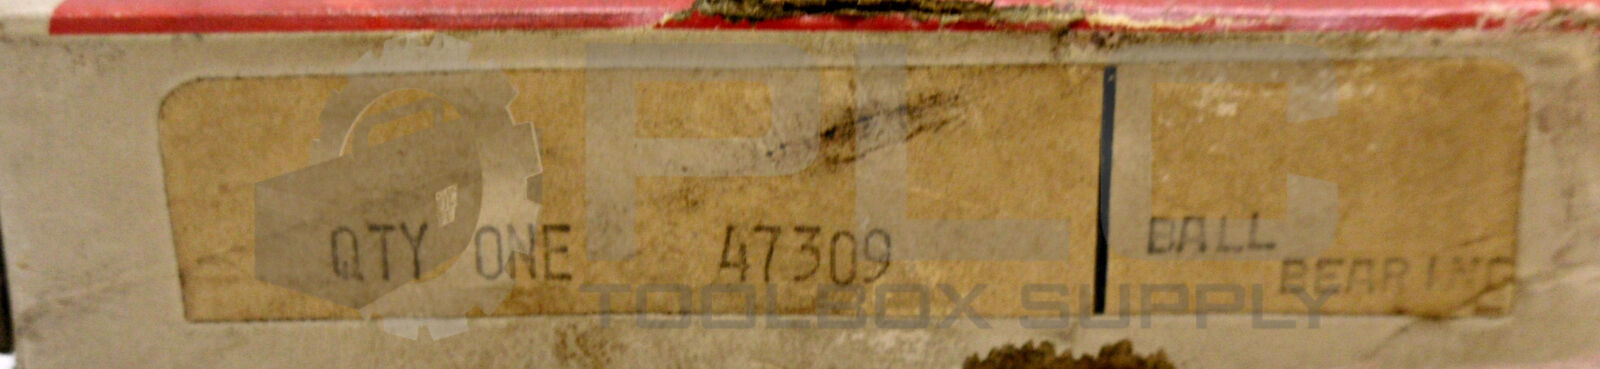 QTY ONE 47309
BALL
BEARING
PLC
TOOLBOX SUPPLY